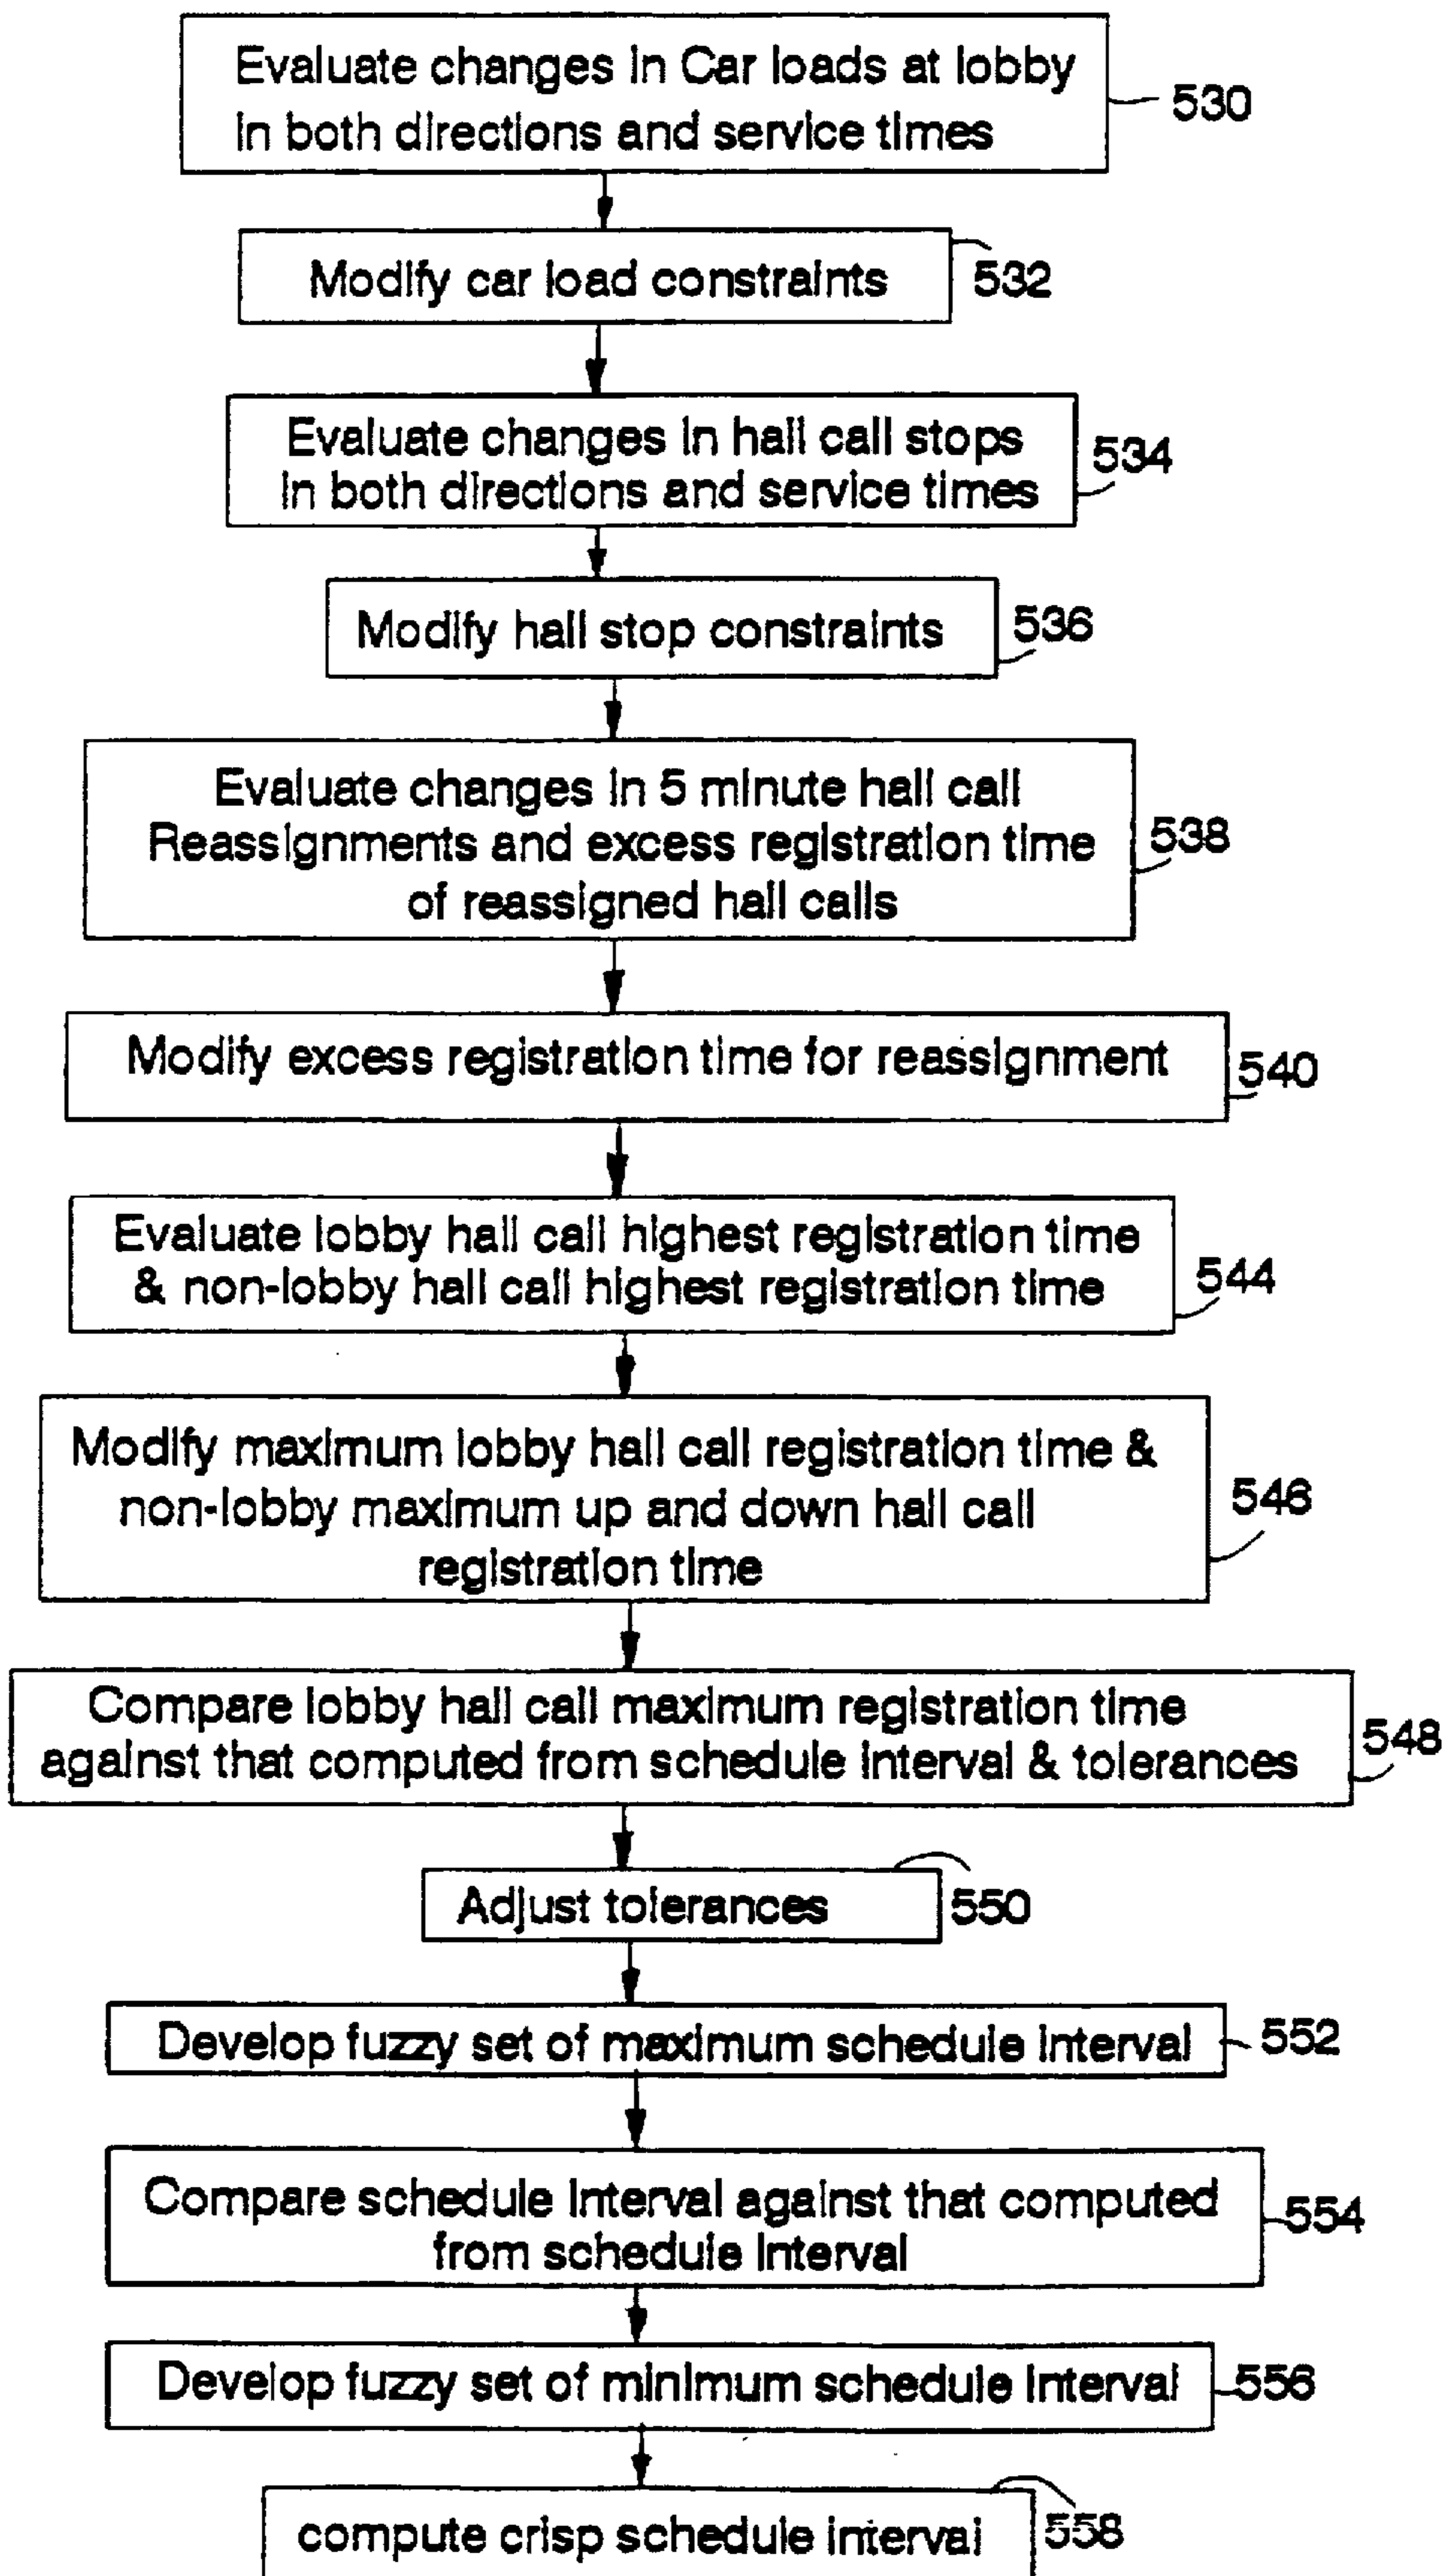 Evaluate changes in Car loads at lobby
in both directions and service times
530
Modify car load constraints
532
Evaluate changes in hall call stops
in both directions and service times
534
Modify hall stop constraints
536
Evaluate changes in 5 minute hall call
Reassignments and excess registration time
of reassigned hall calls
538
Modify excess registration time for reassignment
540
Evaluate lobby hall call highest registration time
& non-lobby hall call highest registration time
544
Modify maximum lobby hall call registration time &
non-lobby maximum up and down hall call
registration time
546
Compare lobby hall call maximum registration time
against that computed from schedule interval & tolerances
548
Adjust tolerances
550
Develop fuzzy set of maximum schedule interval
552
Compare schedule interval against that computed
from schedule interval
554
Develop fuzzy set of minimum schedule interval
556
compute crisp schedule interval
558